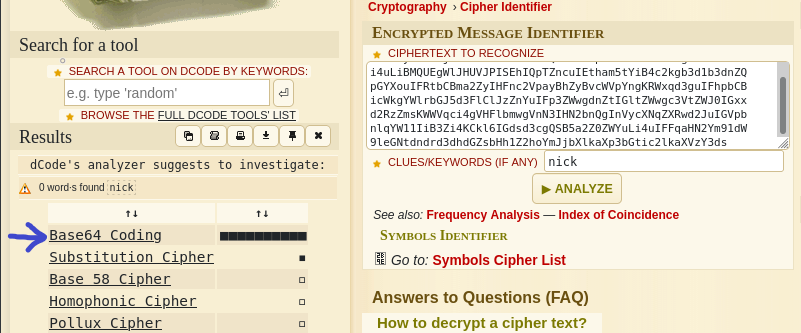 Search for a tool
SEARCH A TOOL ON DCODE BY KEYWORDS:
e.g. type 'random'
BROWSE THE FULL DCODE TOOLS' LIST
Results
dCode's analyzer suggests to investigate:
0 word·s found nick
↑↓ ↑↓
Base64 Coding ■■■■■■■■■■
Substitution Cipher ▪
Base 58 Cipher ▫
Homophonic Cipher ▫
Pollux Cipher ▫
Cryptography › Cipher Identifier
ENCRYPTED MESSAGE IDENTIFIER
CIPHERTEXT TO RECOGNIZE
i4uLiBMQUEgWlJHUVJPISEhIQpTZncuIEtham5tYiB4c2kgb3d1b3dnZQ
pGYXouIFRtbCBma2ZyIHFnc2VpayBhZyBvcWVpYngKRWxqd3guIFhpbCB
icWkgYWlrbGJ5d3FlClJzZnYuIFp3ZWwgdnZtIGltZWwgc3VtZWJ0IGxx
d2RzZmsKWWVqci4gVHFlbmwgVnN3IHN2bnQgInVycXNqZXRwd2JuIGVpb
nlqYW11IiB3Zi4KCkl6IGdsd3cgQSB5a2Z0ZWYuLi4uIFFqaHN2Ym91dW
9leGNtdndrd3dhdGZsbHh1Z2hoYmJjbXlkaXp3bGtic2lkaXVzY3ds
CLUES/KEYWORDS (IF ANY) nick
▶ ANALYZE
See also: Frequency Analysis — Index of Coincidence
SYMBOLS IDENTIFIER
Go to: Symbols Cipher List
Answers to Questions (FAQ)
How to decrypt a cipher text?